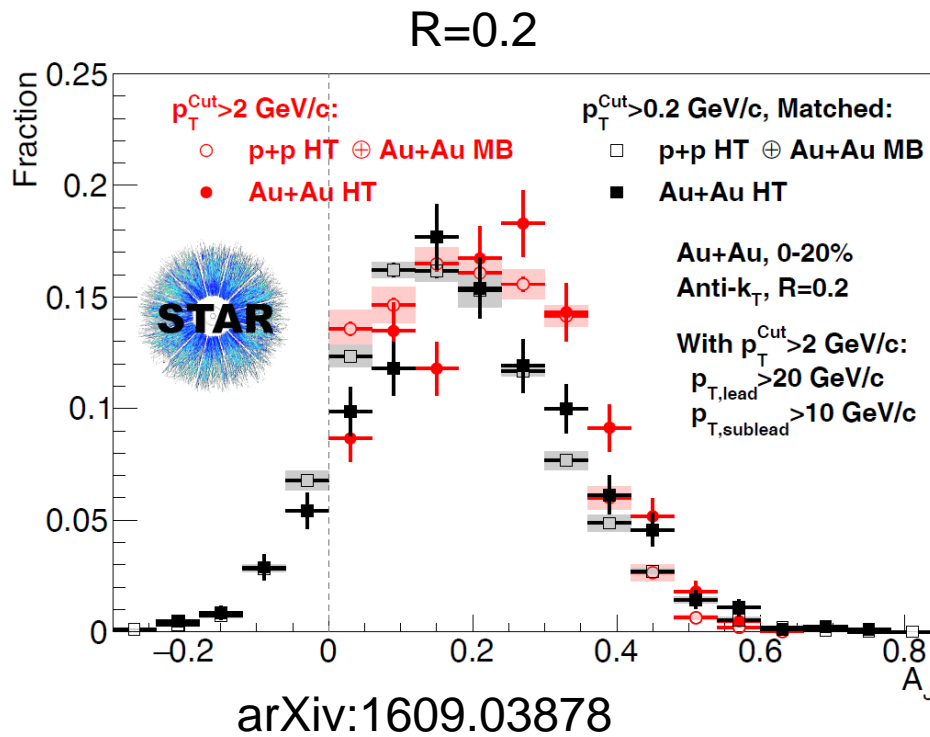 R=0.2
Fraction
0.25
0.2
0.15
0.1
0.05
0
p_T^Cut>2 GeV/c:
p+p HT ⊕ Au+Au MB
Au+Au HT
p_T^Cut>0.2 GeV/c, Matched:
p+p HT ⊕ Au+Au MB
Au+Au HT
STAR
Au+Au, 0-20%
Anti-k_T, R=0.2
With p_T^Cut>2 GeV/c:
p_T,lead>20 GeV/c
p_T,sublead>10 GeV/c
−0.2 0 0.2 0.4 0.6 0.8
A_J
arXiv:1609.03878